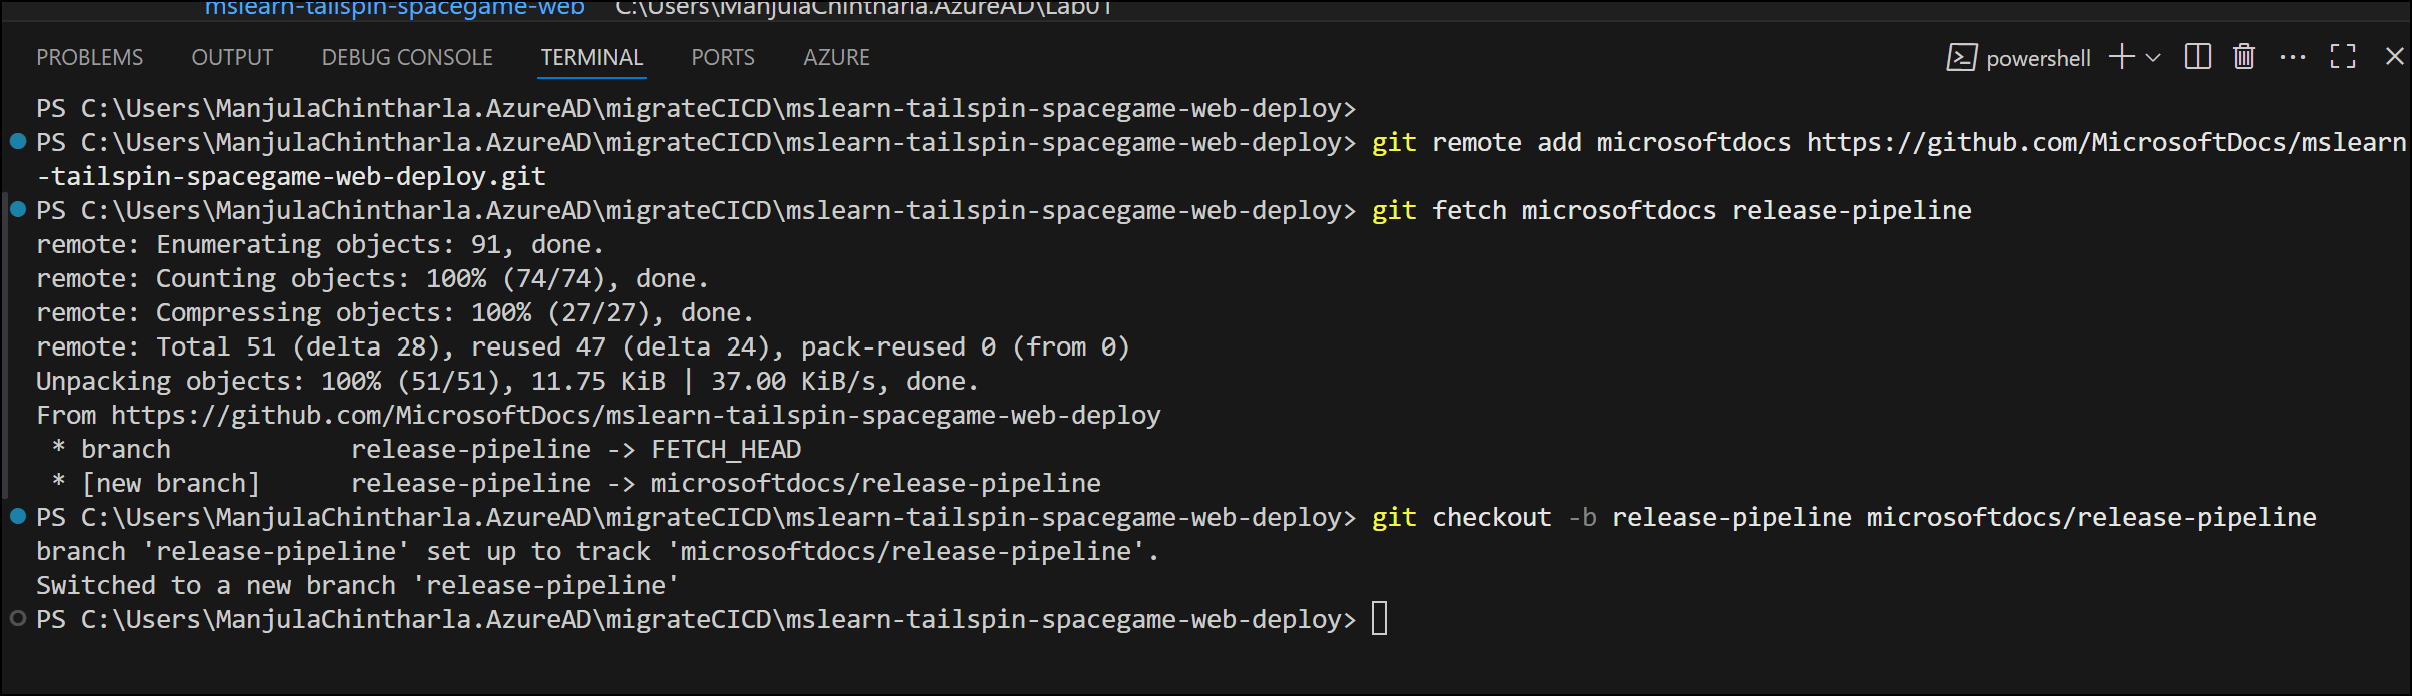 mslearn-tailspin-spacegame-web C:\Users\ManjulaChintharla.AzureAD\Lab01
PROBLEMS OUTPUT DEBUG CONSOLE TERMINAL PORTS AZURE powershell
PS C:\Users\ManjulaChintharla.AzureAD\migrateCICD\mslearn-tailspin-spacegame-web-deploy>
PS C:\Users\ManjulaChintharla.AzureAD\migrateCICD\mslearn-tailspin-spacegame-web-deploy> git remote add microsoftdocs https://github.com/MicrosoftDocs/mslearn
-tailspin-spacegame-web-deploy.git
PS C:\Users\ManjulaChintharla.AzureAD\migrateCICD\mslearn-tailspin-spacegame-web-deploy> git fetch microsoftdocs release-pipeline
remote: Enumerating objects: 91, done.
remote: Counting objects: 100% (74/74), done.
remote: Compressing objects: 100% (27/27), done.
remote: Total 51 (delta 28), reused 47 (delta 24), pack-reused 0 (from 0)
Unpacking objects: 100% (51/51), 11.75 KiB | 37.00 KiB/s, done.
From https://github.com/MicrosoftDocs/mslearn-tailspin-spacegame-web-deploy
 * branch            release-pipeline -> FETCH_HEAD
 * [new branch]      release-pipeline -> microsoftdocs/release-pipeline
PS C:\Users\ManjulaChintharla.AzureAD\migrateCICD\mslearn-tailspin-spacegame-web-deploy> git checkout -b release-pipeline microsoftdocs/release-pipeline
branch 'release-pipeline' set up to track 'microsoftdocs/release-pipeline'.
Switched to a new branch 'release-pipeline'
PS C:\Users\ManjulaChintharla.AzureAD\migrateCICD\mslearn-tailspin-spacegame-web-deploy>